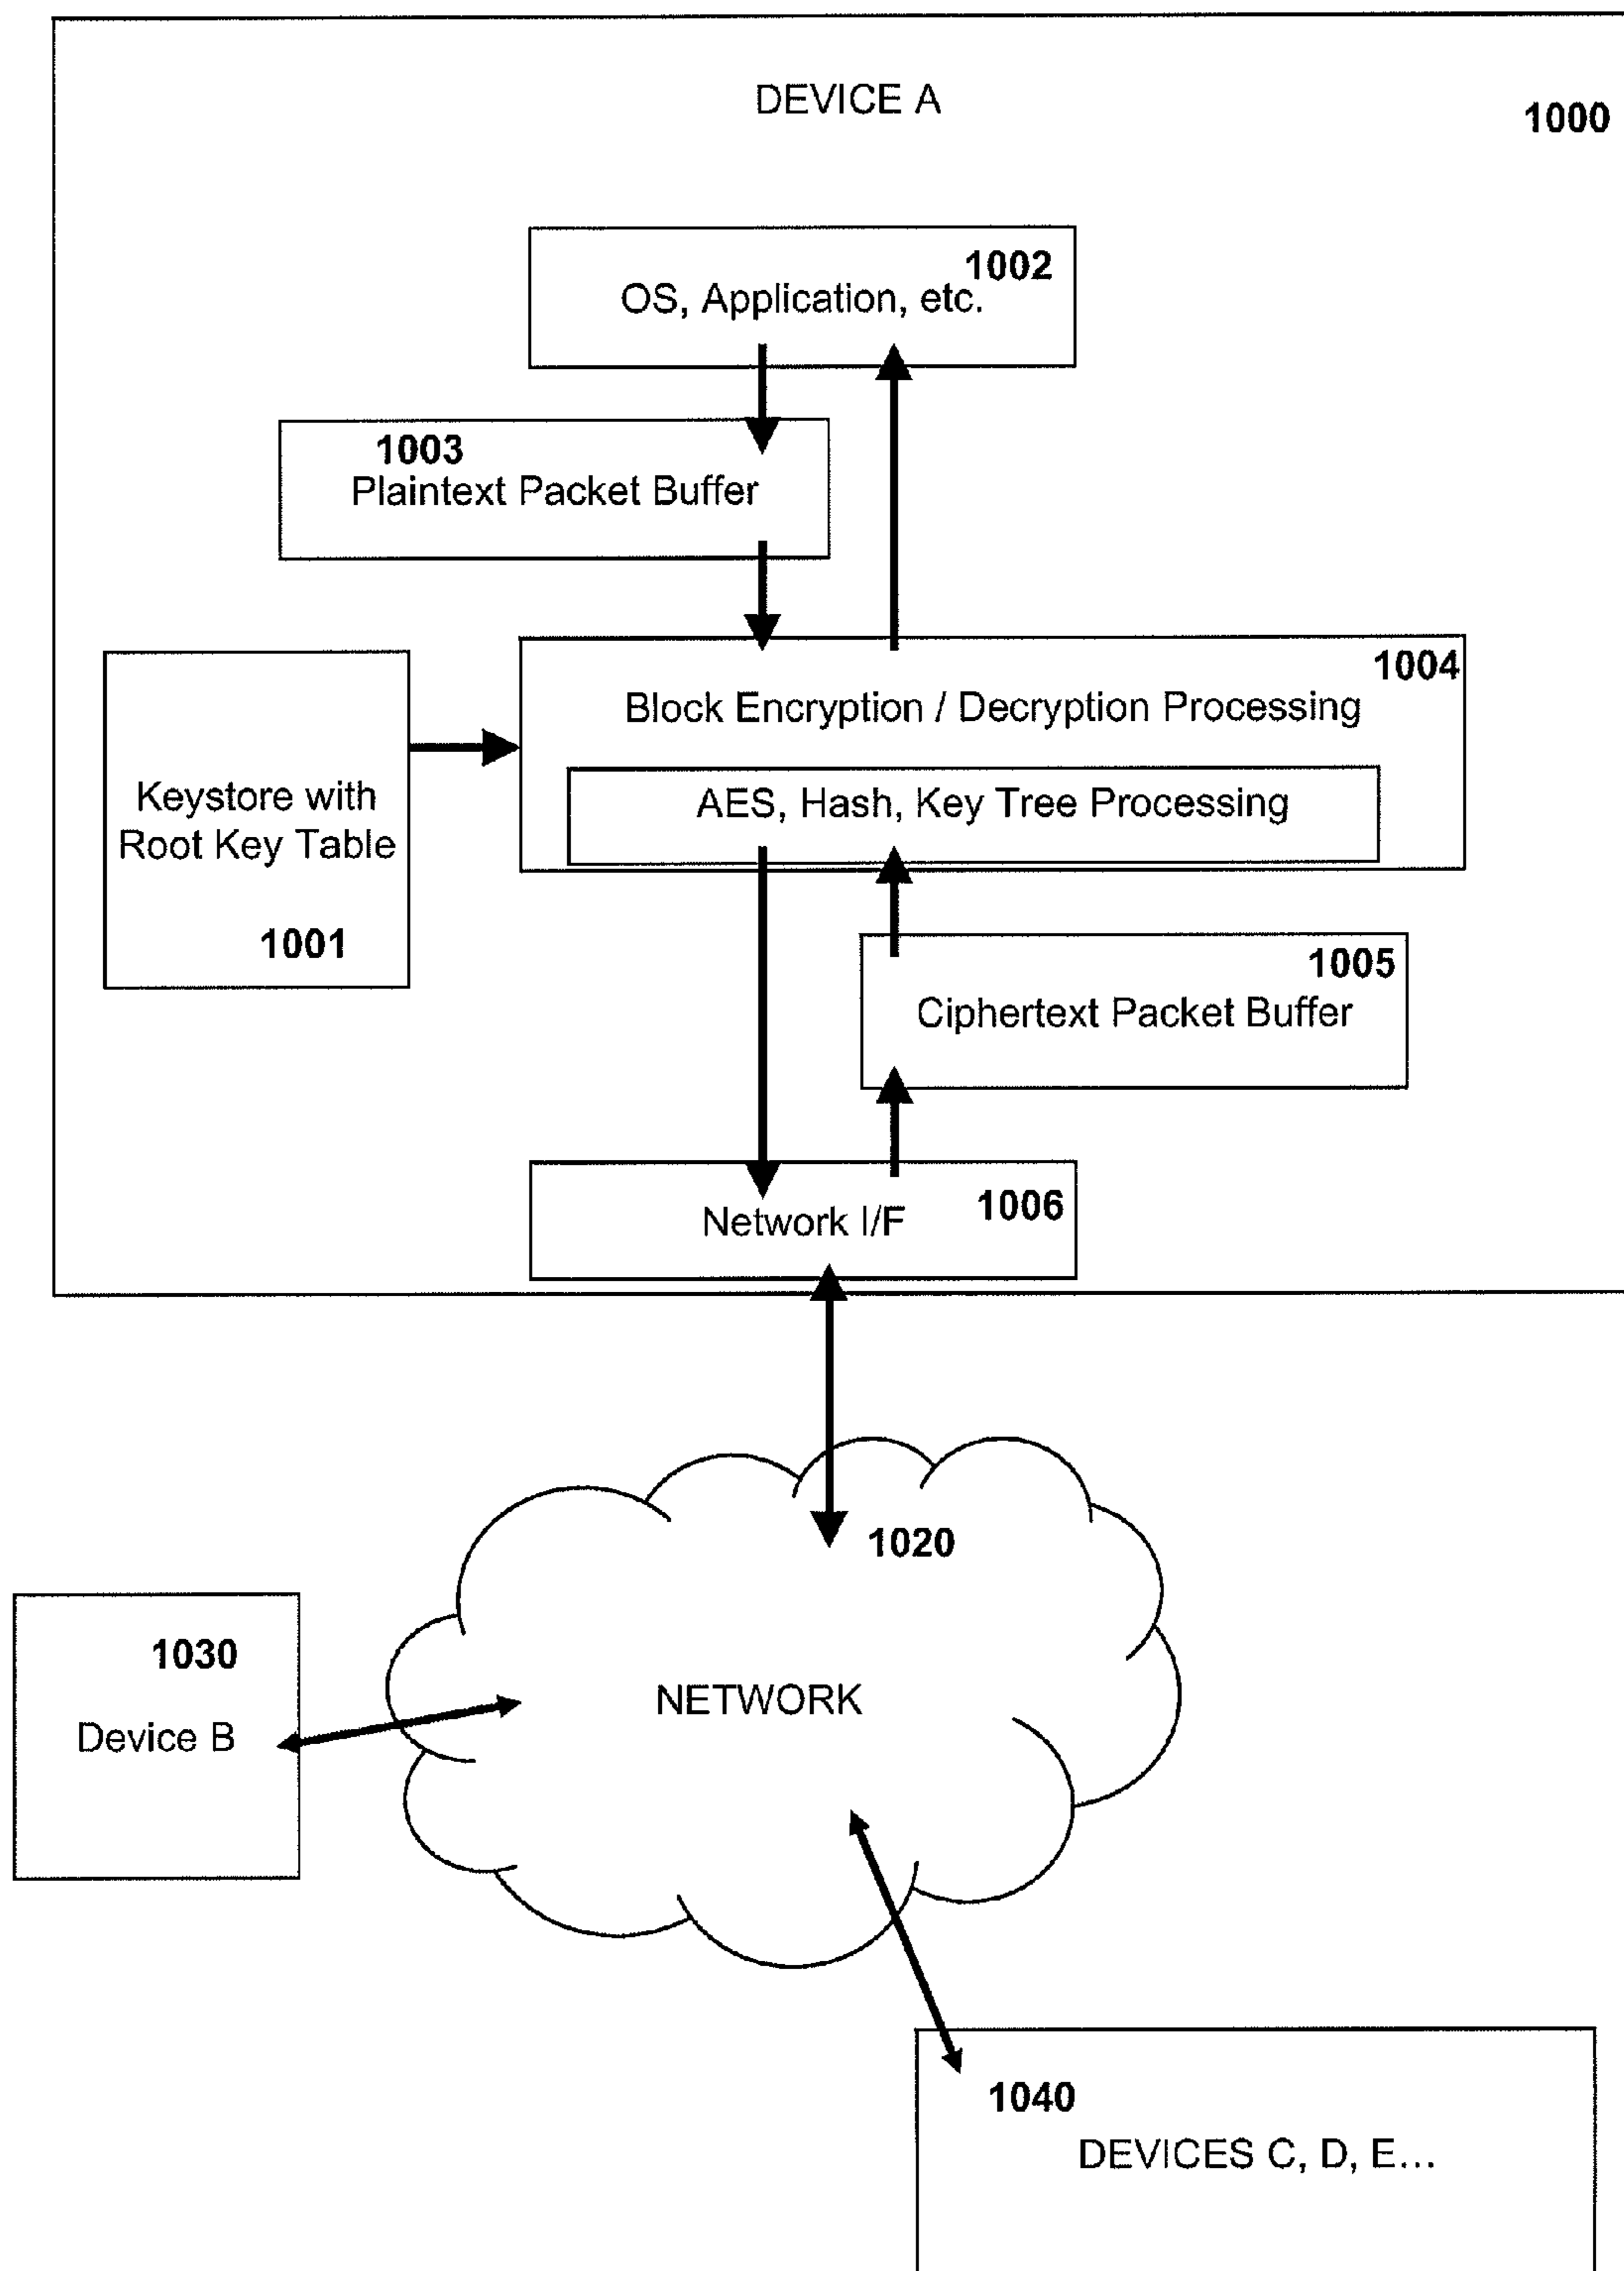 DEVICE A
1000
1002
OS, Application, etc.
1003
Plaintext Packet Buffer
1004
Block Encryption / Decryption Processing
AES, Hash, Key Tree Processing
Keystore with
Root Key Table
1001
1005
Ciphertext Packet Buffer
1006
Network I/F
1020
NETWORK
1030
Device B
1040
DEVICES C, D, E...